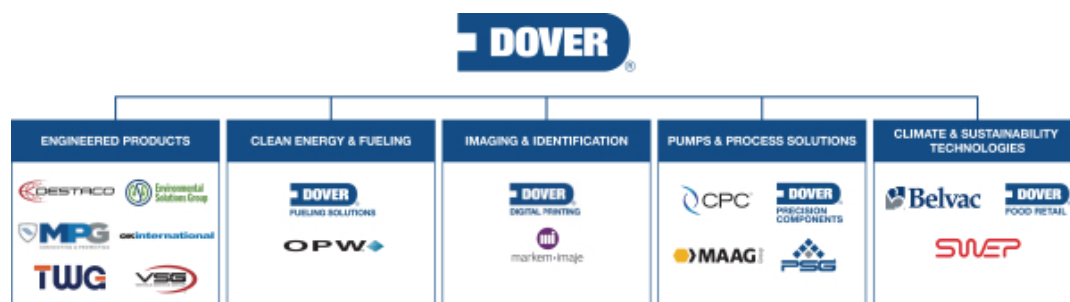 DOVER
®
ENGINEERED PRODUCTS
DESTACO
Environmental
Solutions Group
MPG
OKinternational
TWG
VSG
CLEAN ENERGY & FUELING
DOVER
FUELING SOLUTIONS
OPW
IMAGING & IDENTIFICATION
DOVER
DIGITAL PRINTING
mi
markem·imaje
PUMPS & PROCESS SOLUTIONS
CPC
DOVER
PRECISION
COMPONENTS
MAAG
PSG
CLIMATE & SUSTAINABILITY
TECHNOLOGIES
Belvac
DOVER
FOOD RETAIL
SWEP